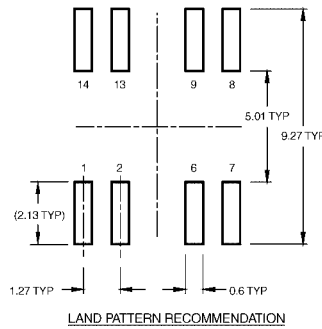 14 13 9 8
5.01 TYP
9.27 TYP
1 2 6 7
(2.13 TYP)
1.27 TYP 0.6 TYP
LAND PATTERN RECOMMENDATION